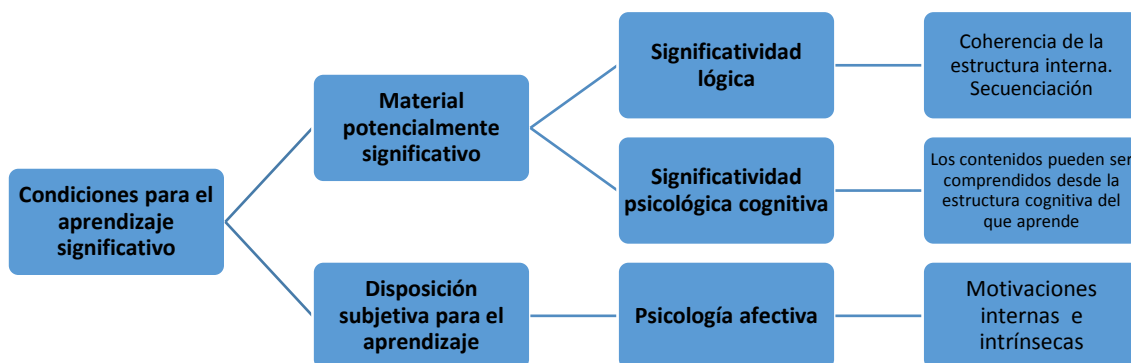 Condiciones para el
aprendizaje
significativo
Material
potencialmente
significativo
Significatividad
lógica
Coherencia de la
estructura interna.
Secuenciación
Significatividad
psicológica cognitiva
Los contenidos pueden ser
comprendidos desde la
estructura cognitiva del
que aprende
Disposición
subjetiva para el
aprendizaje
Psicología afectiva
Motivaciones
internas e
intrínsecas